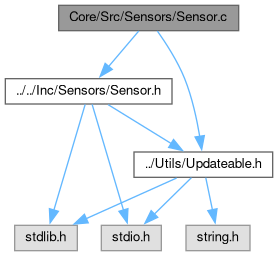 Core/Src/Sensors/Sensor.c
../../Inc/Sensors/Sensor.h
../Utils/Updateable.h
stdlib.h
stdio.h
string.h